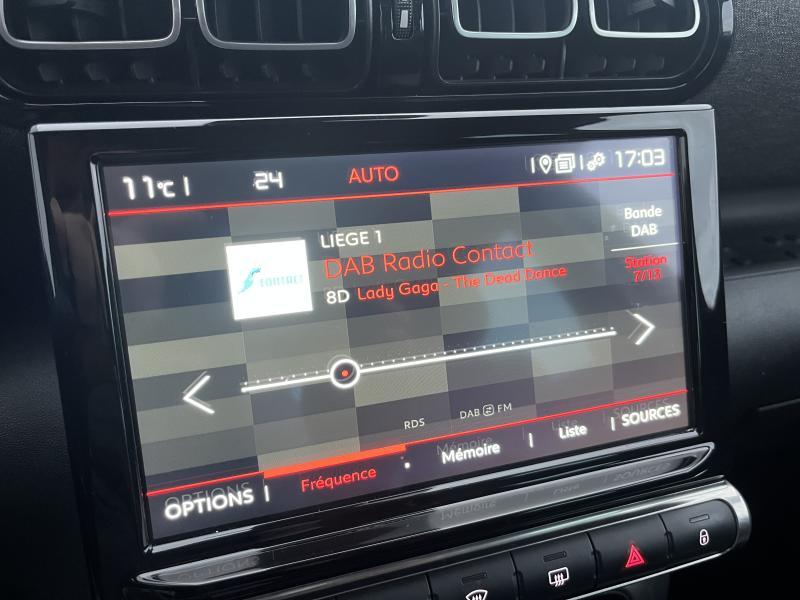 11°C 24 AUTO 17:03
LIEGE 1
DAB Radio Contact
CONTACT
8D Lady Gaga - The Dead Dance
Bande
DAB
Station
7/13
RDS DAB FM
OPTIONS Fréquence Mémoire Liste SOURCES